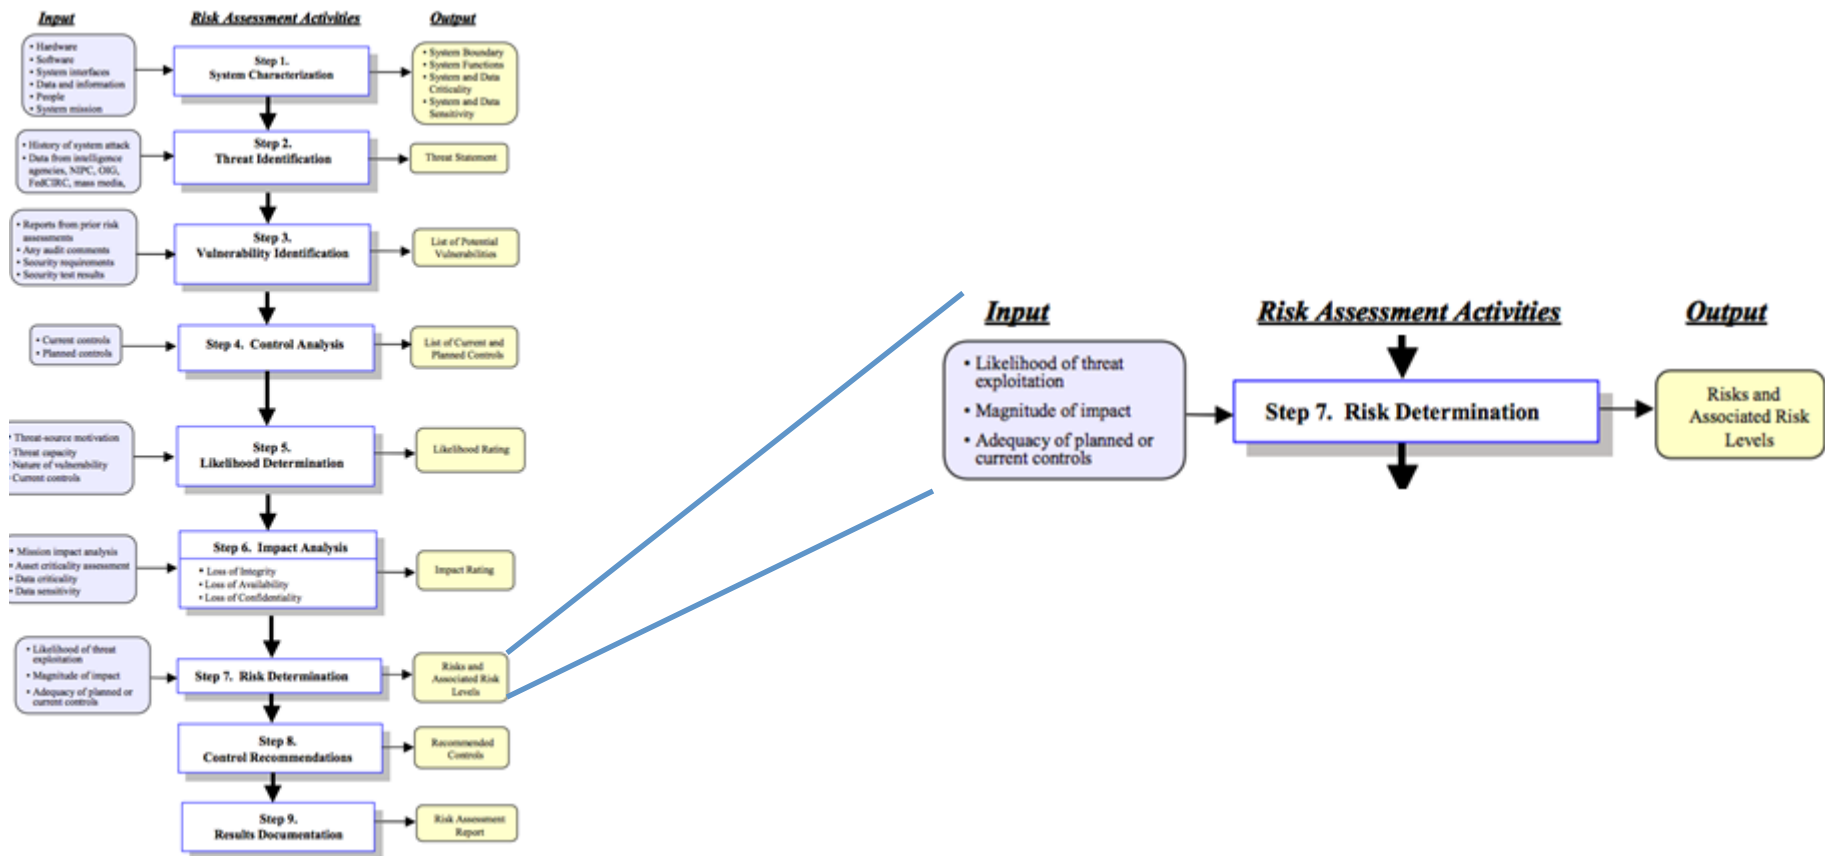 Input Risk Assessment Activities Output
• Hardware
• Software
• System interfaces
• Data and information
• People
• System mission
Step 1.
System Characterization
• System Boundary
• System Functions
• System and Data
Criticality
• System and Data
Sensitivity
• History of system attack
• Data from intelligence
agencies, NIPC, OIG,
FedCIRC, mass media,
Step 2.
Threat Identification
Threat Statement
• Reports from prior risk
assessments
• Any audit comments
• Security requirements
• Security test results
Step 3.
Vulnerability Identification
List of Potential
Vulnerabilities
• Current controls
• Planned controls
Step 4. Control Analysis
List of Current and
Planned Controls
• Threat-source motivation
• Threat capacity
• Nature of vulnerability
• Current controls
Step 5.
Likelihood Determination
Likelihood Rating
• Mission impact analysis
• Asset criticality assessment
• Data criticality
• Data sensitivity
Step 6. Impact Analysis
• Loss of Integrity
• Loss of Availability
• Loss of Confidentiality
Impact Rating
• Likelihood of threat
exploitation
• Magnitude of impact
• Adequacy of planned or
current controls
Step 7. Risk Determination
Risks and
Associated Risk
Levels
Step 8.
Control Recommendations
Recommended
Controls
Step 9.
Results Documentation
Risk Assessment
Report
Input Risk Assessment Activities Output
• Likelihood of threat
exploitation
• Magnitude of impact
• Adequacy of planned or
current controls
Step 7. Risk Determination
Risks and
Associated Risk
Levels